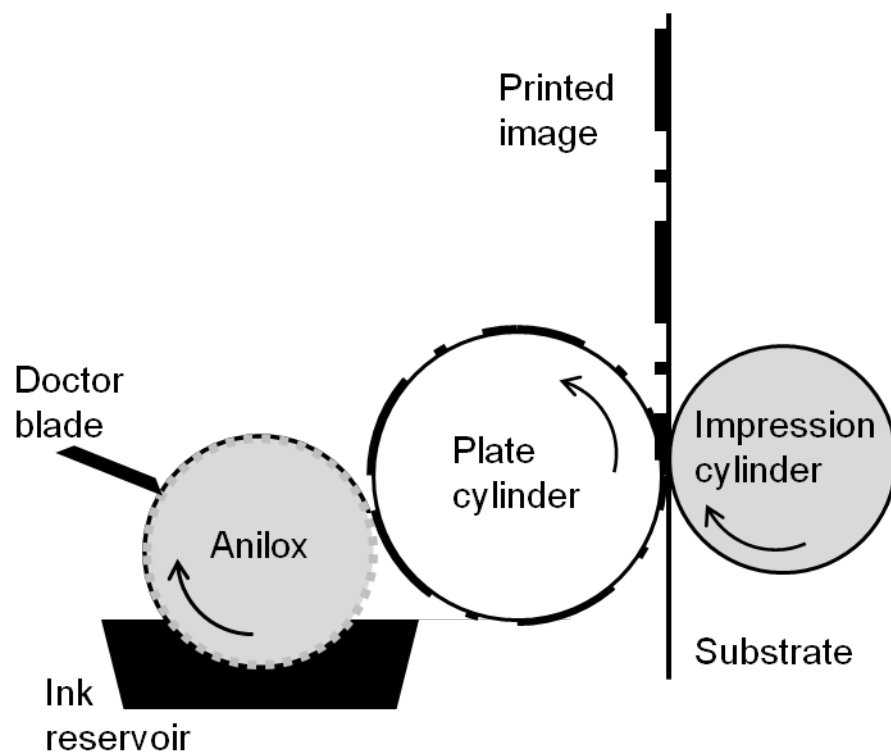 Printed
image
Doctor
blade
Anilox
Plate
cylinder
Impression
cylinder
Substrate
Ink
reservoir